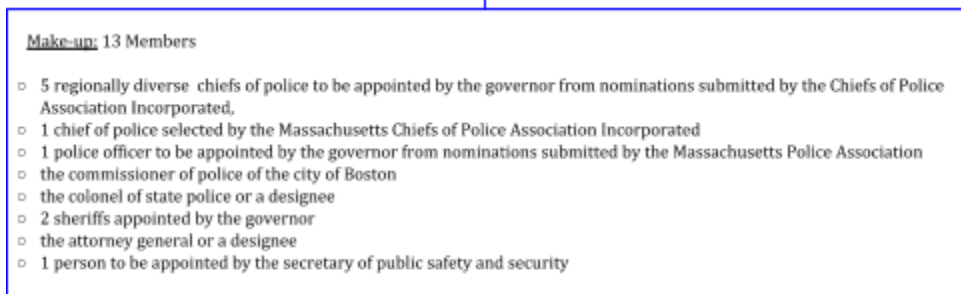 Make-up: 13 Members
○ 5 regionally diverse chiefs of police to be appointed by the governor from nominations submitted by the Chiefs of Police
Association Incorporated,
○ 1 chief of police selected by the Massachusetts Chiefs of Police Association Incorporated
○ 1 police officer to be appointed by the governor from nominations submitted by the Massachusetts Police Association
○ the commissioner of police of the city of Boston
○ the colonel of state police or a designee
○ 2 sheriffs appointed by the governor
○ the attorney general or a designee
○ 1 person to be appointed by the secretary of public safety and security